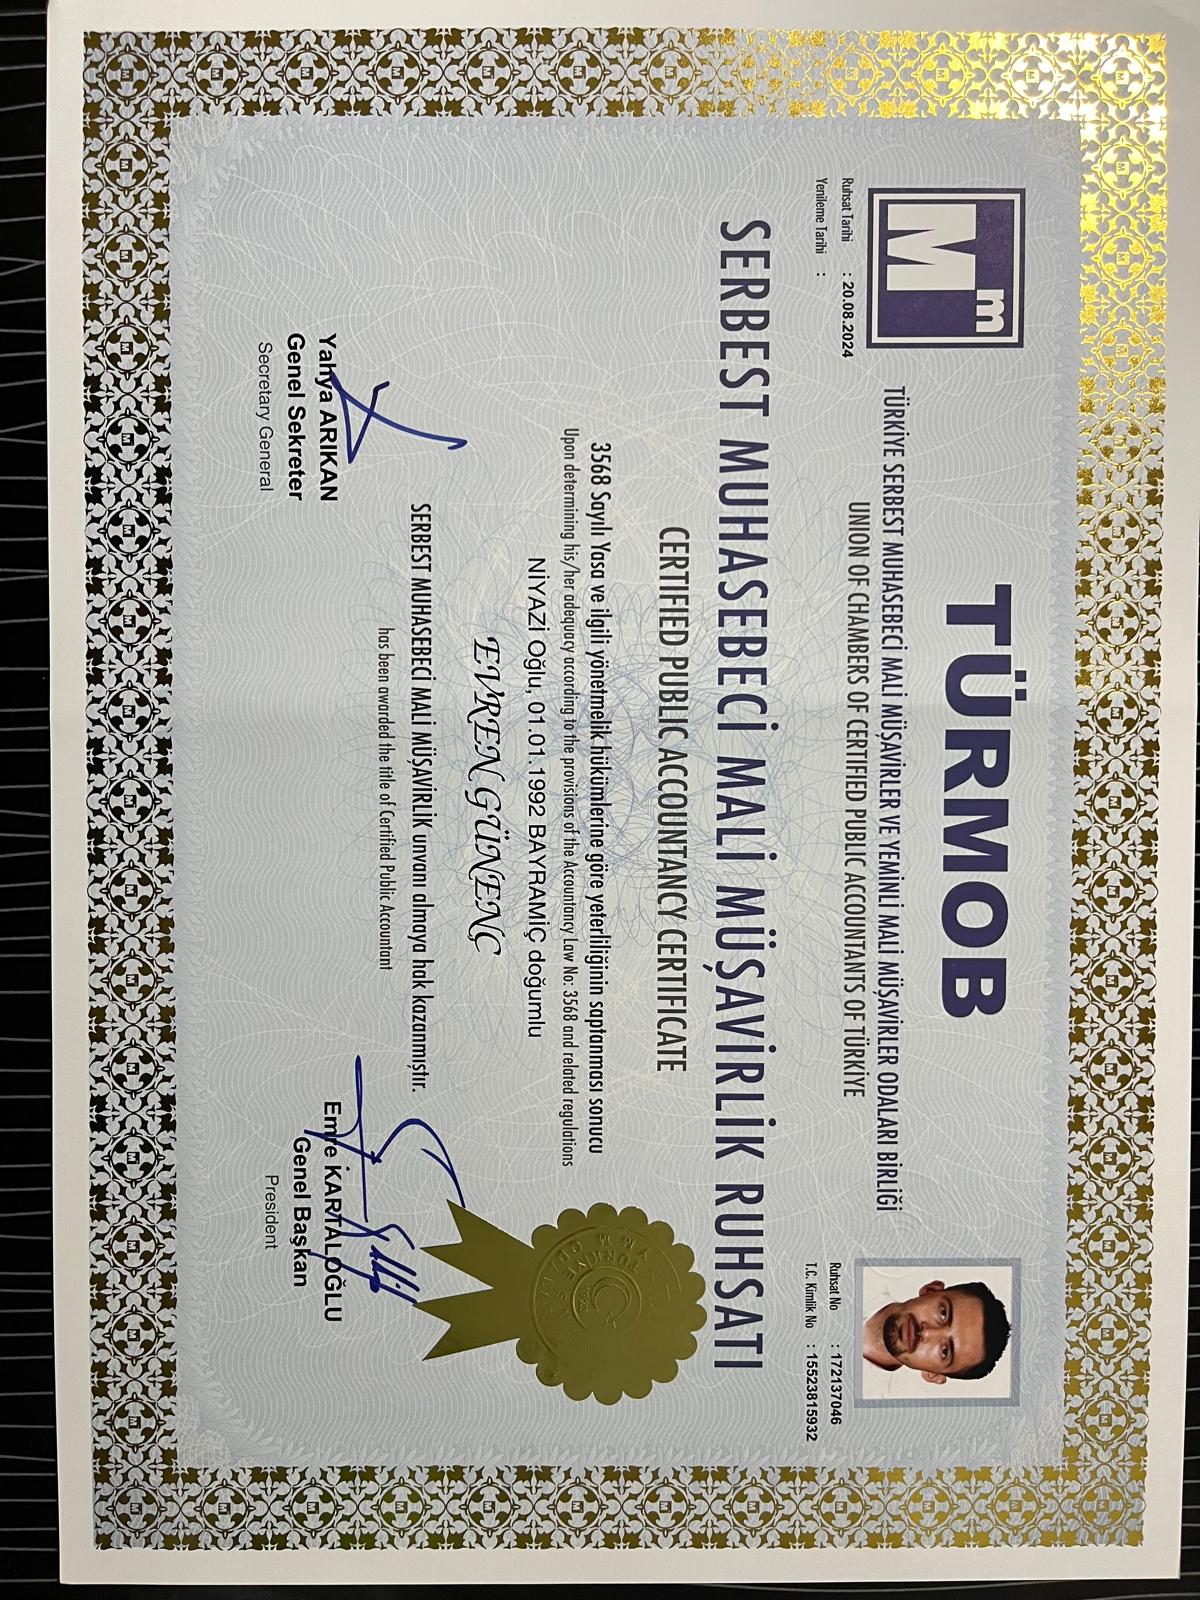 Mm
TÜRMOB
TÜRKİYE SERBEST MUHASEBECİ MALİ MÜŞAVİRLER VE YEMİNLİ MALİ MÜŞAVİRLER ODALARI BİRLİĞİ
UNION OF CHAMBERS OF CERTIFIED PUBLIC ACCOUNTANTS OF TÜRKİYE
Ruhsat Tarihi : 20.08.2024
Yenileme Tarihi :
Ruhsat No : 172137046
T.C. Kimlik No : 15523815932
SERBEST MUHASEBECİ MALİ MÜŞAVİRLİK RUHSATI
CERTIFIED PUBLIC ACCOUNTANCY CERTIFICATE
3568 Sayılı Yasa ve ilgili yönetmelik hükümlerine göre yeterliliğinin saptanması sonucu
Upon determining his/her adequacy according to the provisions of the Accountancy Law No: 3568 and related regulations
NİYAZİ Oğlu, 01.01.1992 BAYRAMİÇ doğumlu
EVREN GÜNENÇ
SERBEST MUHASEBECİ MALİ MÜŞAVİRLİK unvanı almaya hak kazanmıştır.
has been awarded the title of Certified Public Accountant
Yahya ARIKAN
Genel Sekreter
Secretary General
Emre KARTALOĞLU
Genel Başkan
President